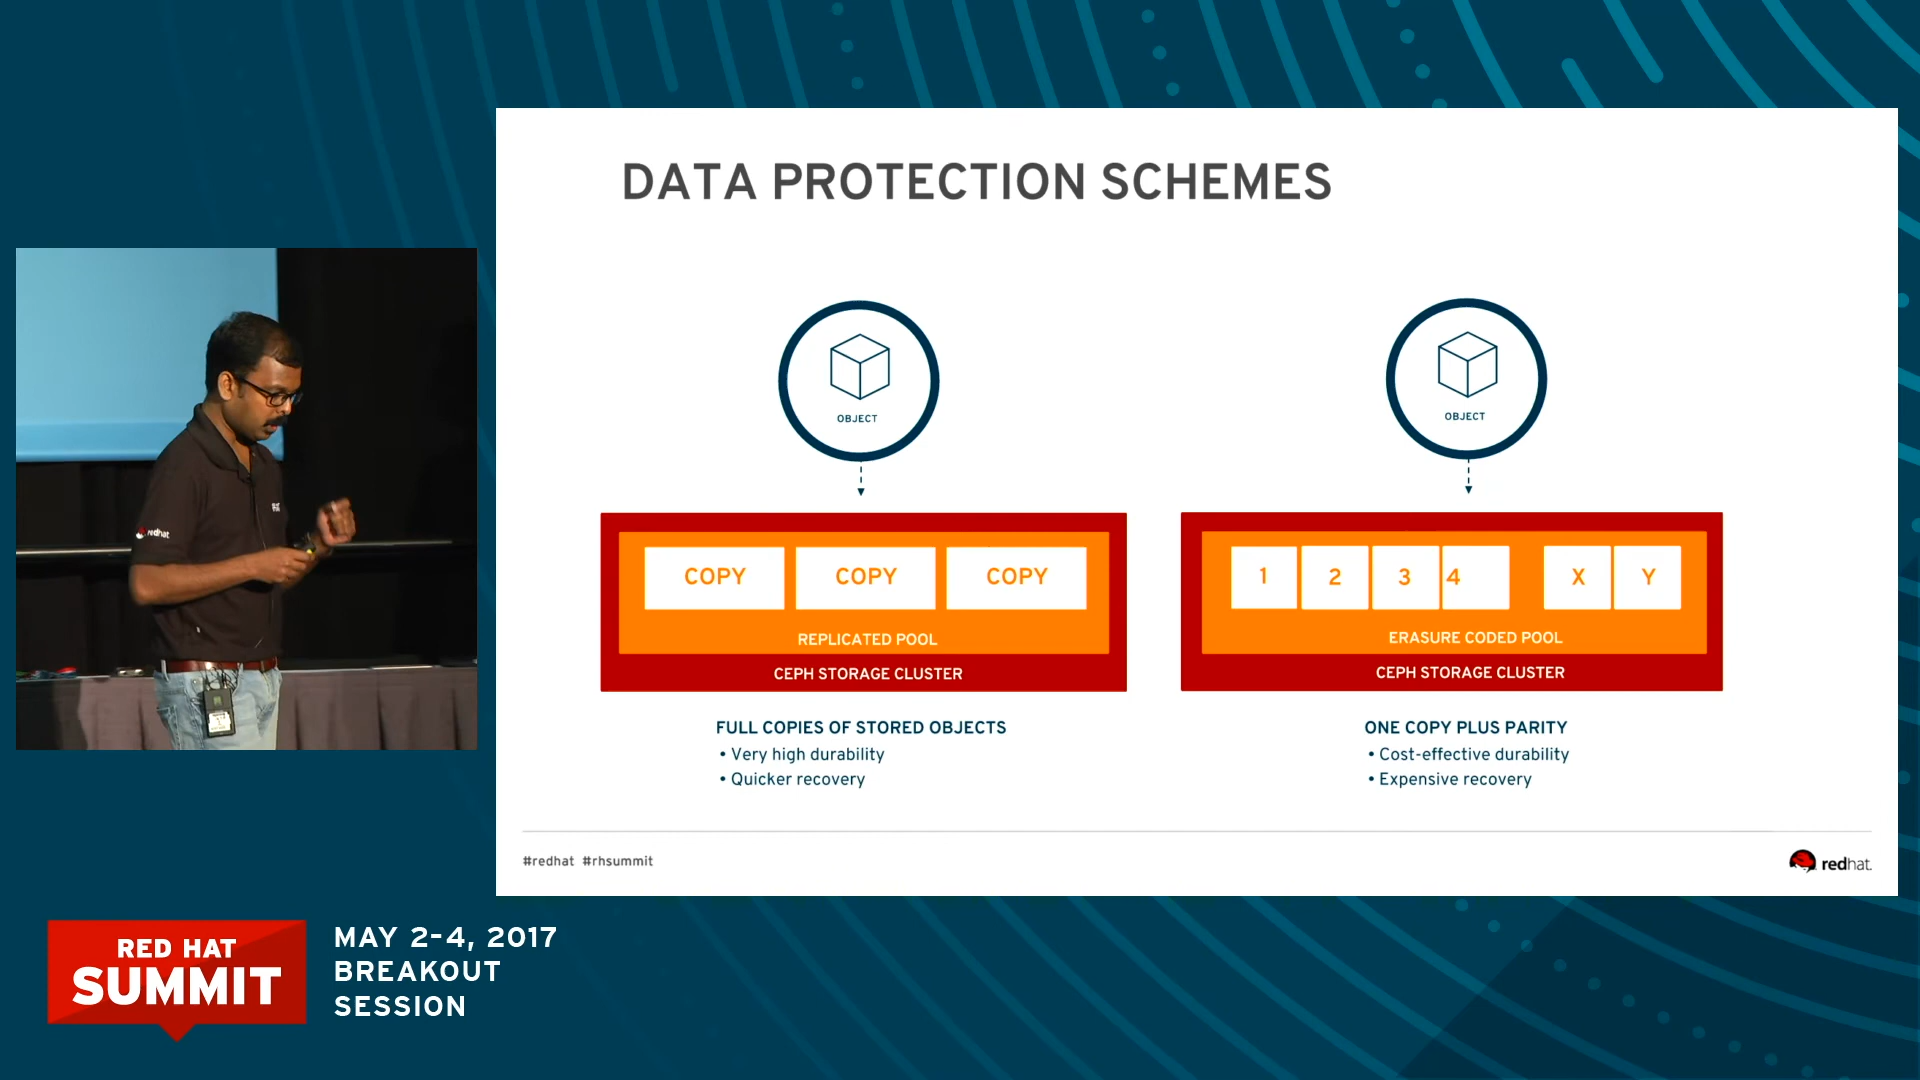 DATA PROTECTION SCHEMES
OBJECT
OBJECT
COPY COPY COPY
REPLICATED POOL
CEPH STORAGE CLUSTER
1 2 3 4 X Y
ERASURE CODED POOL
CEPH STORAGE CLUSTER
FULL COPIES OF STORED OBJECTS
• Very high durability
• Quicker recovery
ONE COPY PLUS PARITY
• Cost-effective durability
• Expensive recovery
#redhat #rhsummit
redhat.
redhat
RED HAT
SUMMIT
MAY 2-4, 2017
BREAKOUT
SESSION